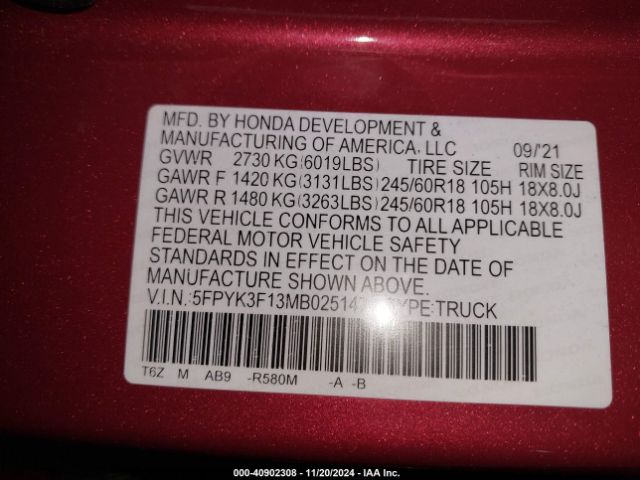 MFD. BY HONDA DEVELOPMENT &
MANUFACTURING OF AMERICA, LLC 09/'21
GVWR 2730 KG(6019LBS) TIRE SIZE RIM SIZE
GAWR F 1420 KG(3131LBS) 245/60R18 105H 18X8.0J
GAWR R 1480 KG(3263LBS) 245/60R18 105H 18X8.0J
THIS VEHICLE CONFORMS TO ALL APPLICABLE
FEDERAL MOTOR VEHICLE SAFETY
STANDARDS IN EFFECT ON THE DATE OF
MANUFACTURE SHOWN ABOVE.
V.I.N.: TYPE:TRUCK
T6Z M AB9 -R580M -A -B
000-40902308 - 11/20/2024 - IAA Inc.